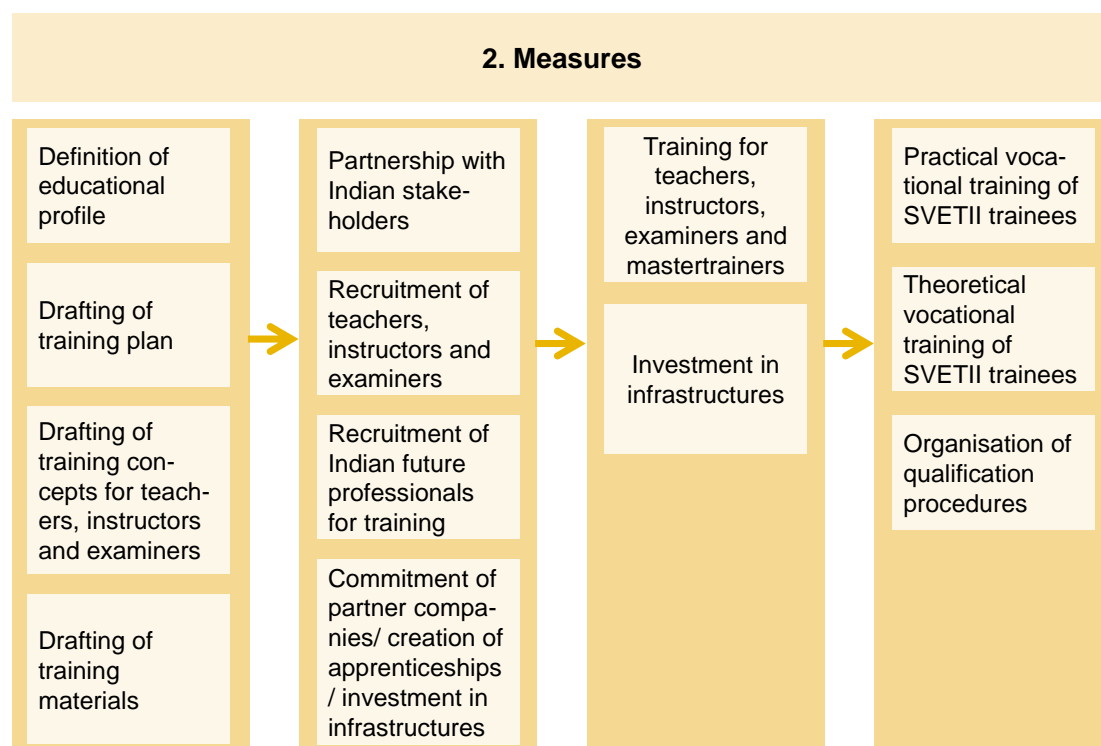 2. Measures
Definition of
educational
profile
Drafting of
training plan
Drafting of
training con-
cepts for teach-
ers, instructors
and examiners
Drafting of
training
materials
Partnership with
Indian stake-
holders
Recruitment of
teachers,
instructors and
examiners
Recruitment of
Indian future
professionals
for training
Commitment of
partner compa-
nies/ creation of
apprenticeships
/ investment in
infrastructures
Training for
teachers,
instructors,
examiners and
mastertrainers
Investment in
infrastructures
Practical voca-
tional training of
SVETII trainees
Theoretical
vocational
training of
SVETII trainees
Organisation of
qualification
procedures